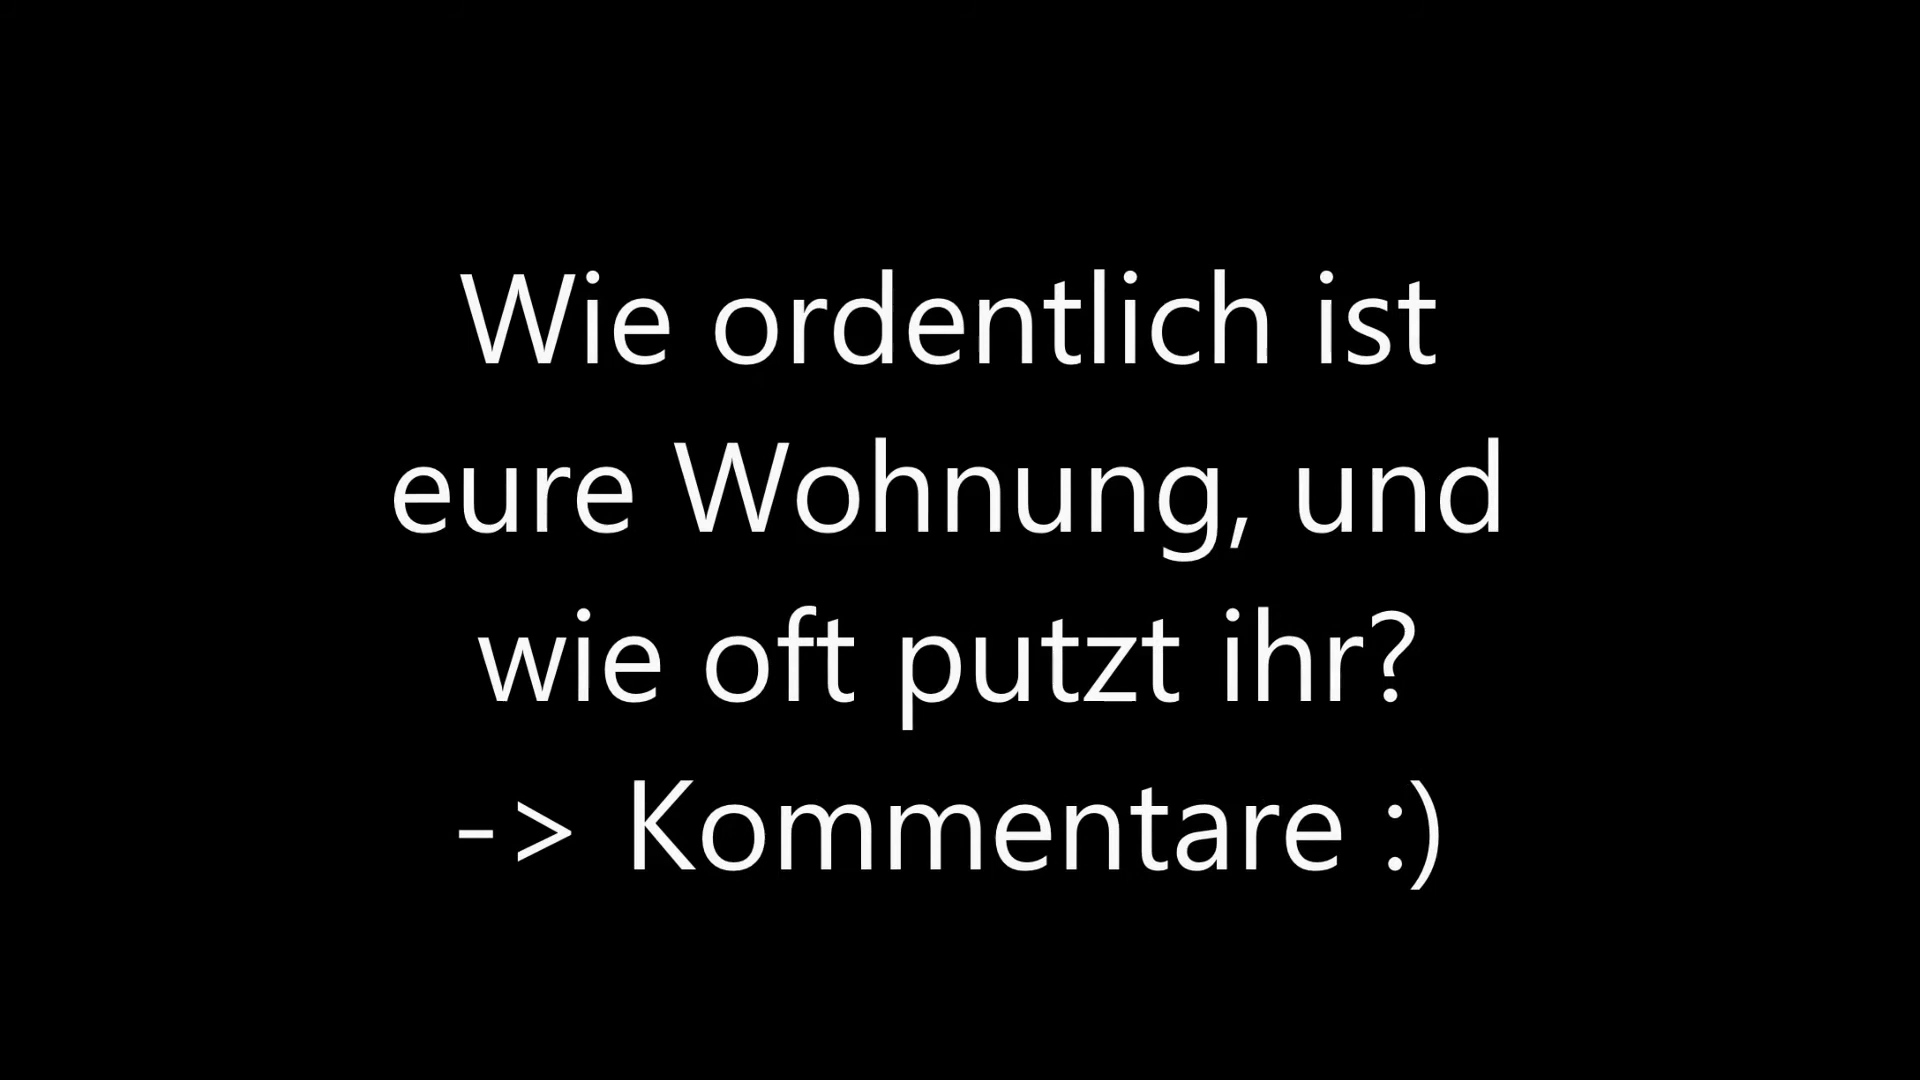 Wie ordentlich ist
eure Wohnung, und
wie oft putzt ihr?
-> Kommentare :)